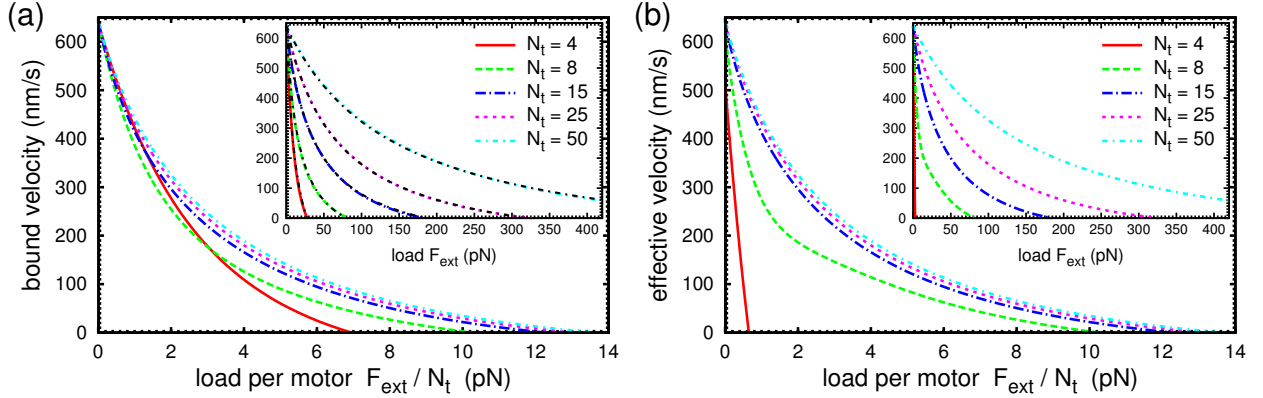 (a)
bound velocity (nm/s)
600
500
400
300
200
100
0
0 2 4 6 8 10 12 14
load per motor F_ext / N_t (pN)
650
600
500
400
300
200
100
0
0 50 100 150 200 250 300 350 400
load F_ext (pN)
N_t = 4
N_t = 8
N_t = 15
N_t = 25
N_t = 50
(b)
effective velocity (nm/s)
600
500
400
300
200
100
0
0 2 4 6 8 10 12 14
load per motor F_ext / N_t (pN)
600
500
400
300
200
100
0
0 50 100 150 200 250 300 350 400
load F_ext (pN)
N_t = 4
N_t = 8
N_t = 15
N_t = 25
N_t = 50